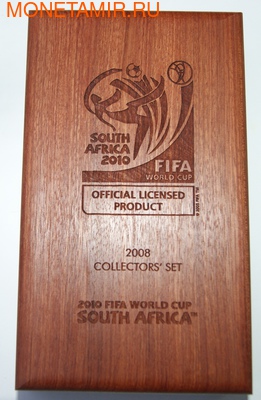 MONETAMIR.RU
SOUTH
AFRICA
2010
FIFA
WORLD CUP
OFFICIAL LICENSED
PRODUCT
2008
COLLECTORS' SET
2010 FIFA WORLD CUP
SOUTH AFRICA™